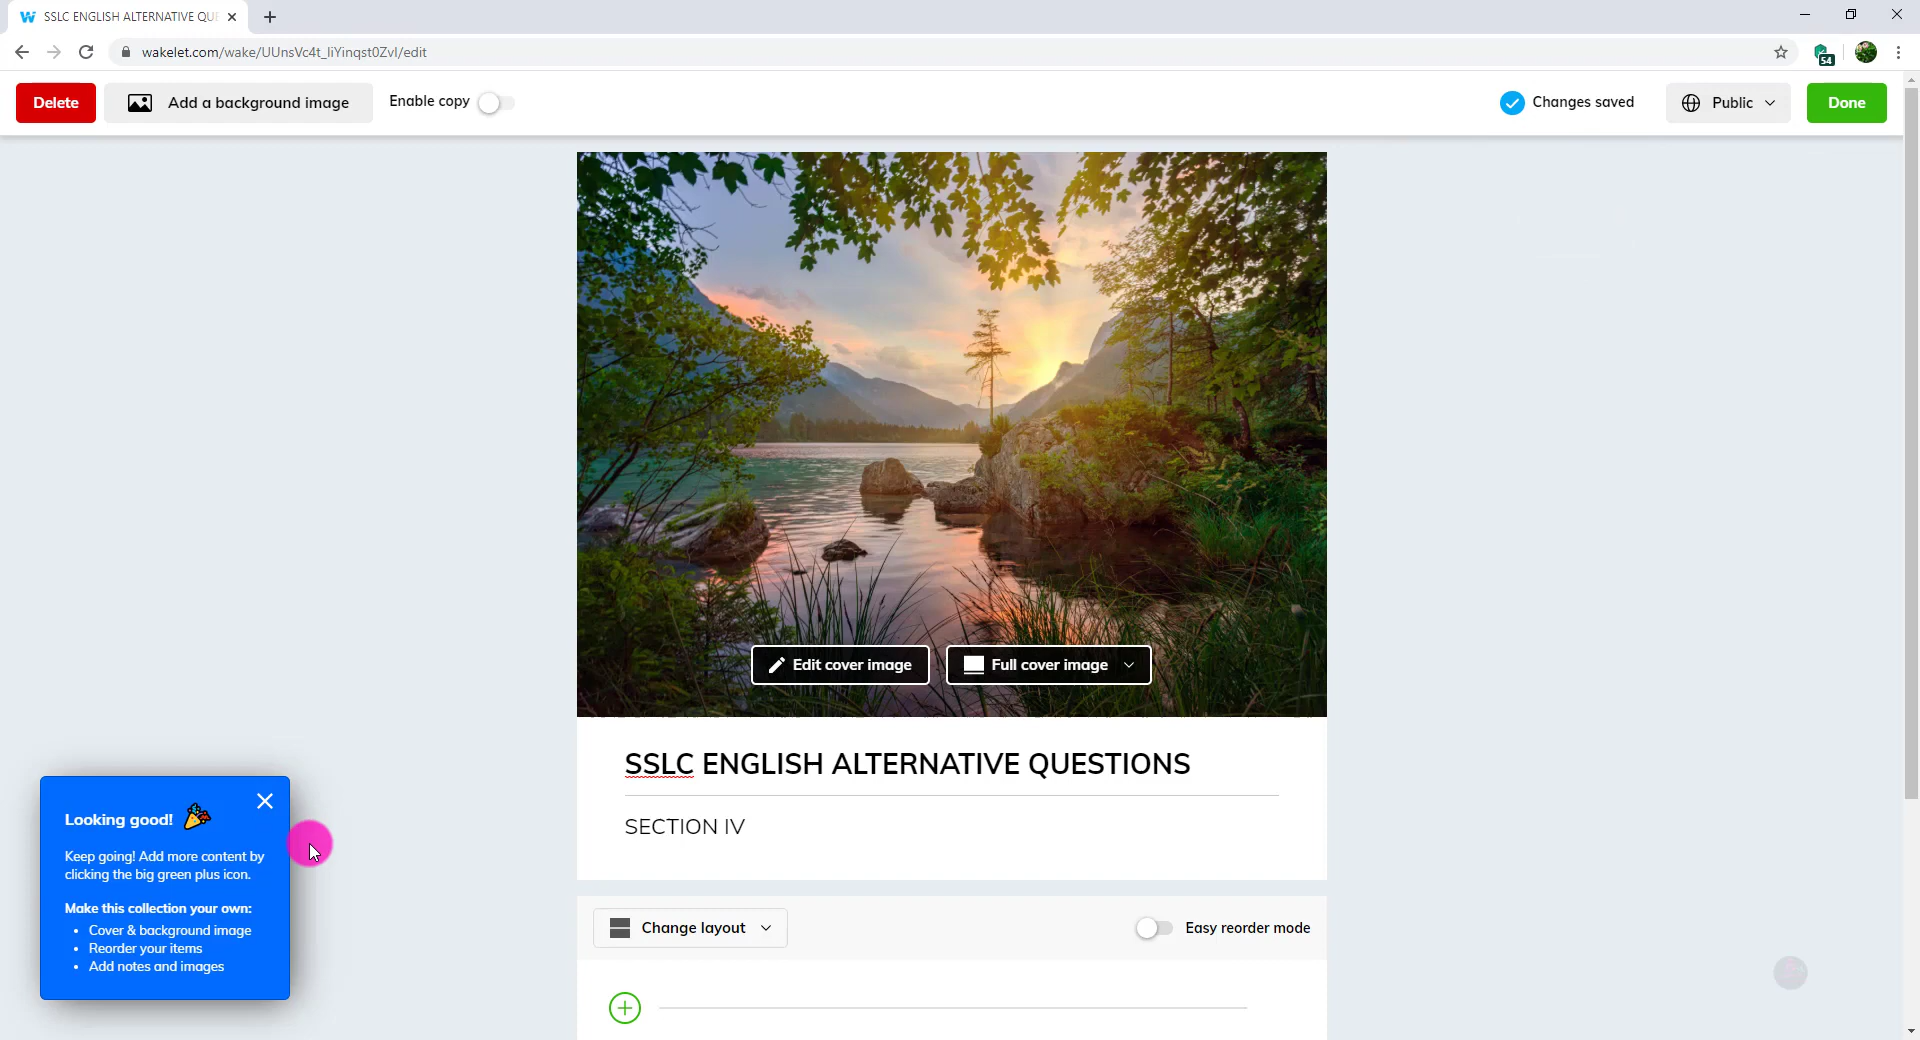 SSLC ENGLISH ALTERNATIVE QUE
wakelet.com/wake/UUnsVc4t_liYinqst0Zvl/edit
54
Delete
Add a background image
Enable copy
Changes saved
Public
Done
Edit cover image
Full cover image
SSLC ENGLISH ALTERNATIVE QUESTIONS
SECTION IV
Looking good!
Keep going! Add more content by
clicking the big green plus icon.
Make this collection your own:
• Cover & background image
• Reorder your items
• Add notes and images
Change layout
Easy reorder mode